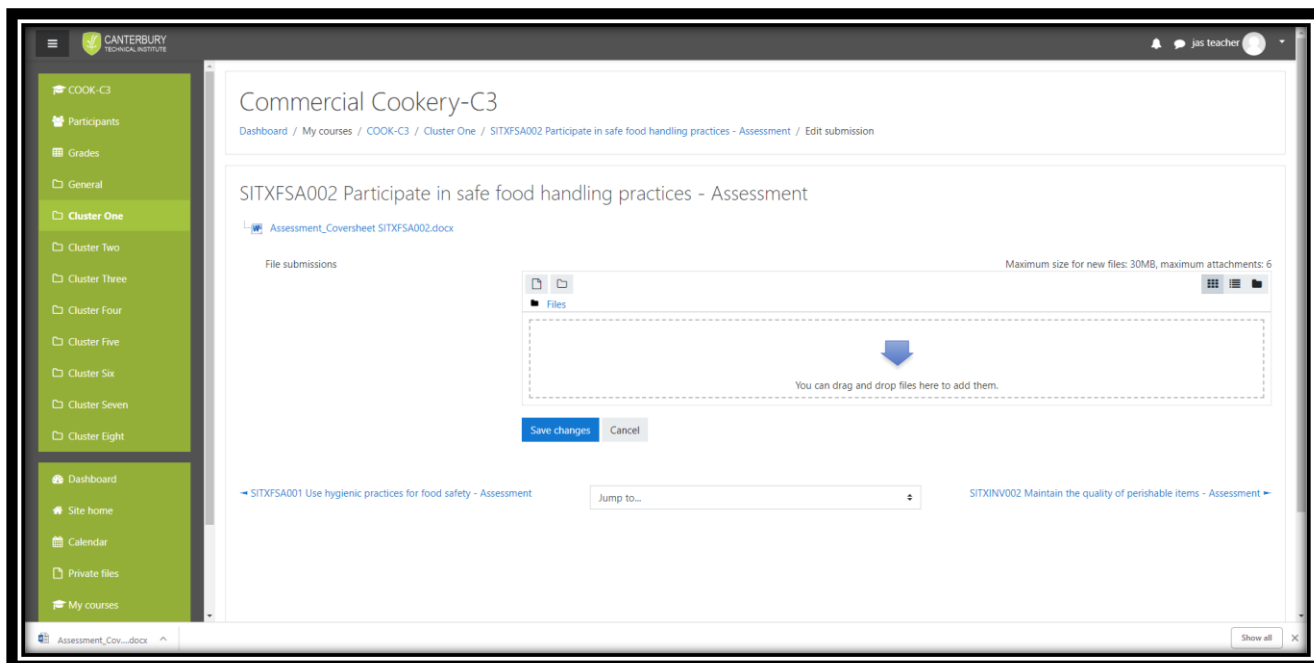 CANTERBURY
TECHNICAL INSTITUTE
jas teacher
COOK-C3
Participants
Grades
General
Cluster One
Cluster Two
Cluster Three
Cluster Four
Cluster Five
Cluster Six
Cluster Seven
Cluster Eight
Dashboard
Site home
Calendar
Private files
My courses
Commercial Cookery-C3
Dashboard / My courses / COOK-C3 / Cluster One / SITXFSA002 Participate in safe food handling practices - Assessment / Edit submission
SITXFSA002 Participate in safe food handling practices - Assessment
Assessment_Coversheet SITXFSA002.docx
File submissions
Maximum size for new files: 30MB, maximum attachments: 6
Files
You can drag and drop files here to add them.
Save changes Cancel
◄ SITXFSA001 Use hygienic practices for food safety - Assessment
Jump to...
SITXINV002 Maintain the quality of perishable items - Assessment ►
Assessment_Cov....docx
Show all